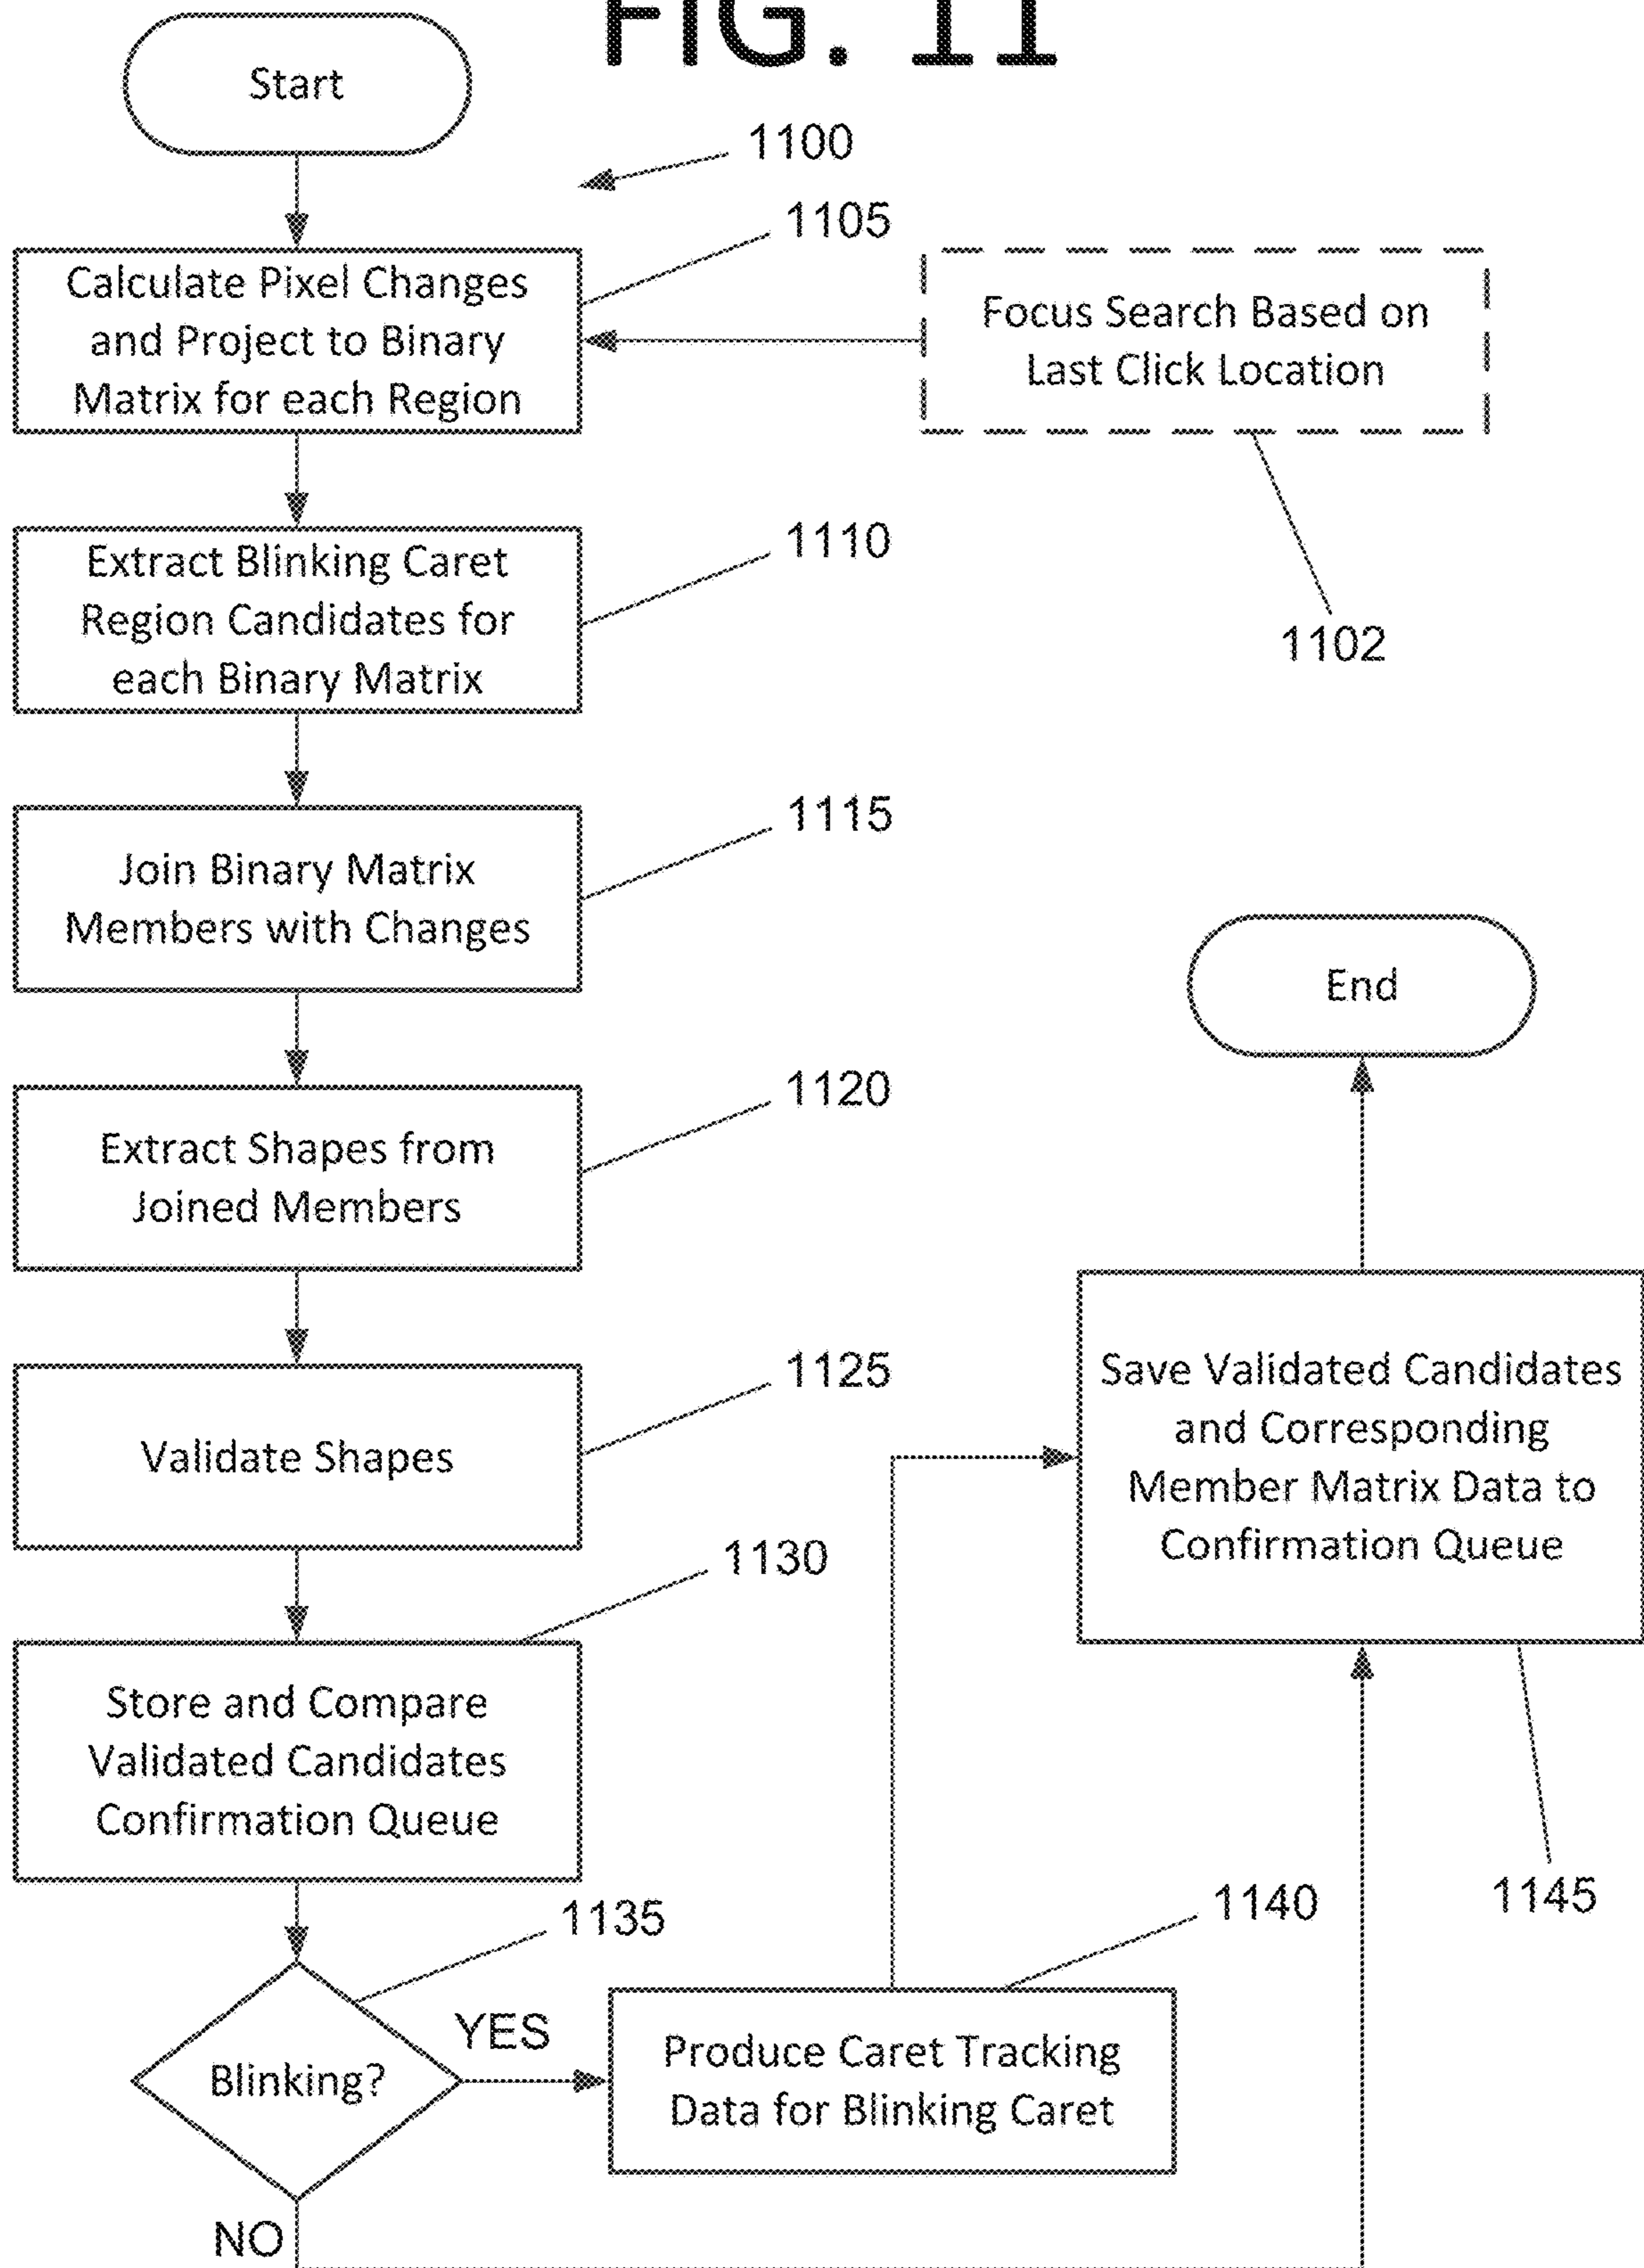 FIG. 11
Start
1100
1105
Calculate Pixel Changes
and Project to Binary
Matrix for each Region
Focus Search Based on
Last Click Location
1102
1110
Extract Blinking Caret
Region Candidates for
each Binary Matrix
1115
Join Binary Matrix
Members with Changes
End
1120
Extract Shapes from
Joined Members
1125
Validate Shapes
Save Validated Candidates
and Corresponding
Member Matrix Data to
Confirmation Queue
1130
Store and Compare
Validated Candidates
Confirmation Queue
1145
1135
1140
Blinking?
YES
Produce Caret Tracking
Data for Blinking Caret
NO